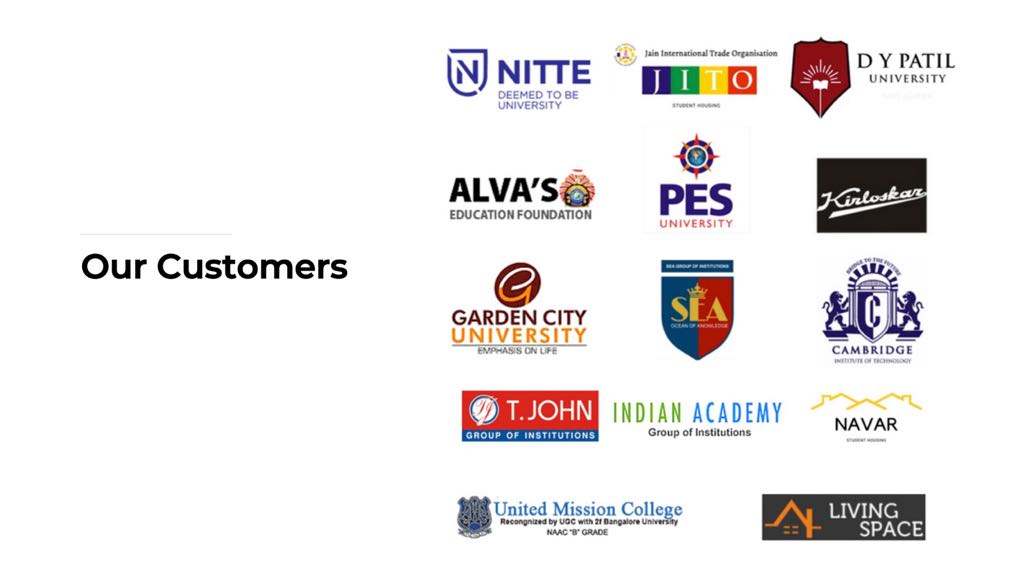 Our Customers
NITTE
DEEMED TO BE
UNIVERSITY
Jain International Trade Organisation
JITO
STUDENT HOUSING
D Y PATIL
UNIVERSITY
ALVA'S
EDUCATION FOUNDATION
PES
UNIVERSITY
Kirloskar
GARDEN CITY
UNIVERSITY
EMPHASIS ON LIFE
SEA GROUP OF INSTITUTIONS
SEA
OCEAN OF KNOWLEDGE
BRIDGE TO THE FUTURE
C
CAMBRIDGE
INSTITUTE OF TECHNOLOGY
T. JOHN
GROUP OF INSTITUTIONS
INDIAN ACADEMY
Group of Institutions
NAVAR
STUDENT HOUSING
United Mission College
Recognized by UGC with 2f Bangalore University
NAAC "B" GRADE
LIVING
SPACE